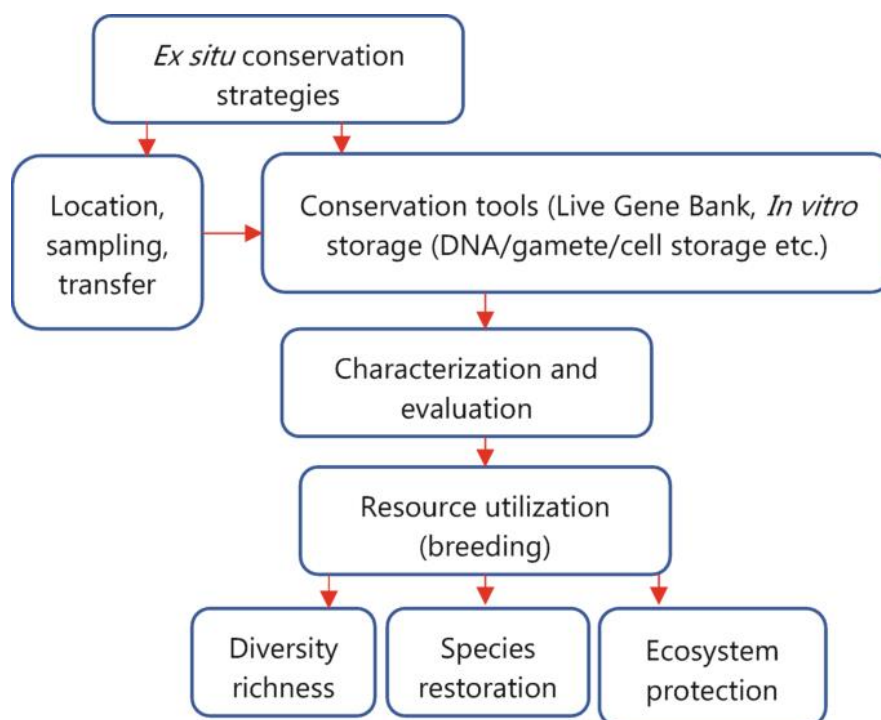 Ex situ conservation
strategies
Location,
sampling,
transfer
Conservation tools (Live Gene Bank, In vitro
storage (DNA/gamete/cell storage etc.)
Characterization and
evaluation
Resource utilization
(breeding)
Diversity
richness
Species
restoration
Ecosystem
protection